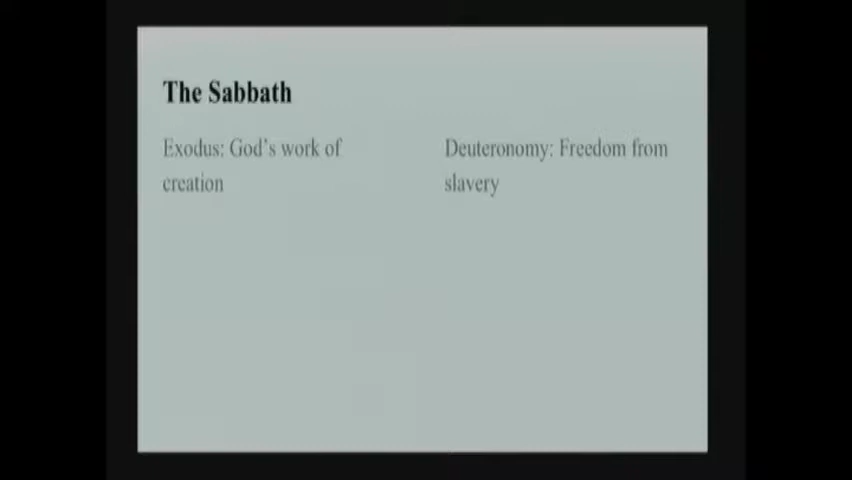 The Sabbath
Exodus: God's work of
creation
Deuteronomy: Freedom from
slavery